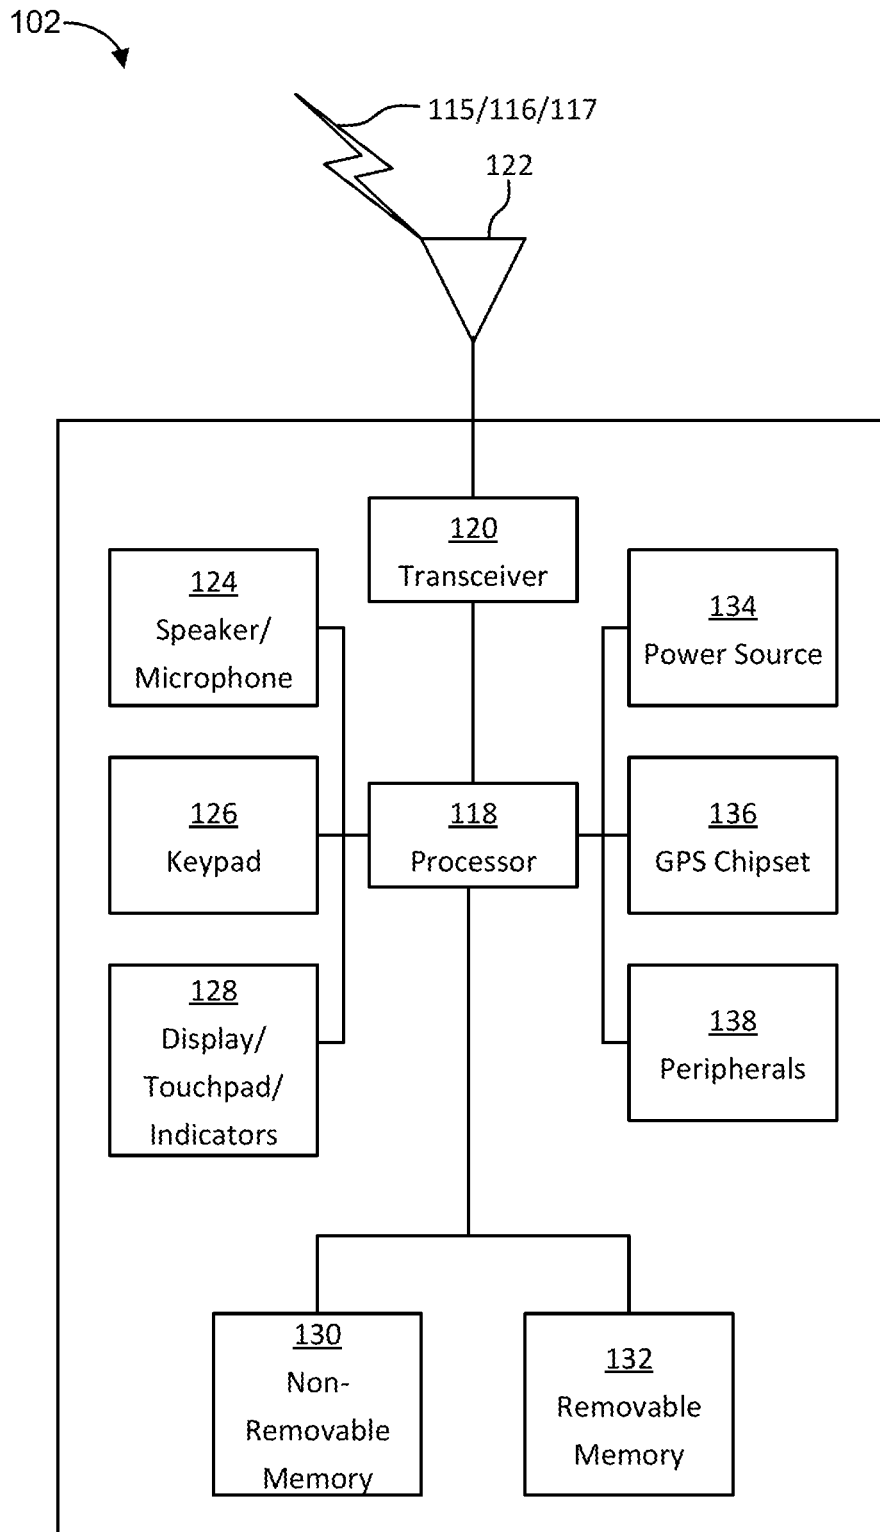 102
115/116/117
122
120
Transceiver
124
Speaker/
Microphone
134
Power Source
126
Keypad
118
Processor
136
GPS Chipset
128
Display/
Touchpad/
Indicators
138
Peripherals
130
Non-
Removable
Memory
132
Removable
Memory